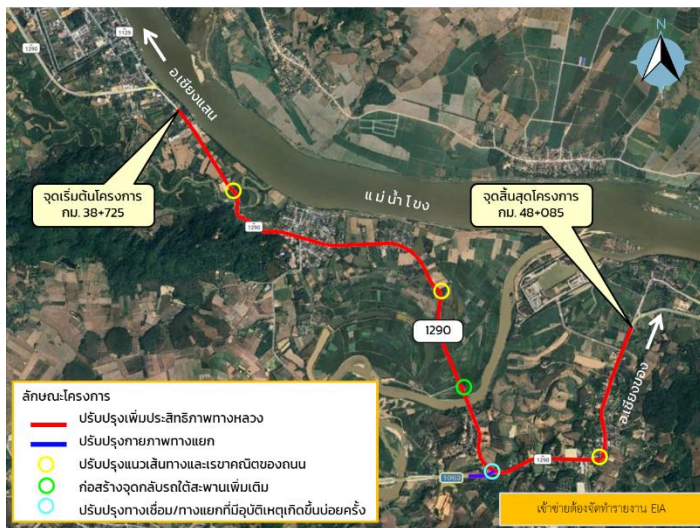 N
1290
1129
1290
อ.เชียงแสน
จุดเริ่มต้นโครงการ
กม. 38+725
แม่น้ำโขง
จุดสิ้นสุดโครงการ
กม. 48+085
1290
1290
อ.เชียงของ
ลักษณะโครงการ
ปรับปรุงเพิ่มประสิทธิภาพทางหลวง
ปรับปรุงกายภาพทางแยก
ปรับปรุงแนวเส้นทางและเรขาคณิตของถนน
ก่อสร้างจุดกลับรถใต้สะพานเพิ่มเติม
ปรับปรุงทางเชื่อม/ทางแยกที่มีอุบัติเหตุเกิดขึ้นบ่อยครั้ง
1290
เข้าข่ายต้องจัดทำรายงาน EIA